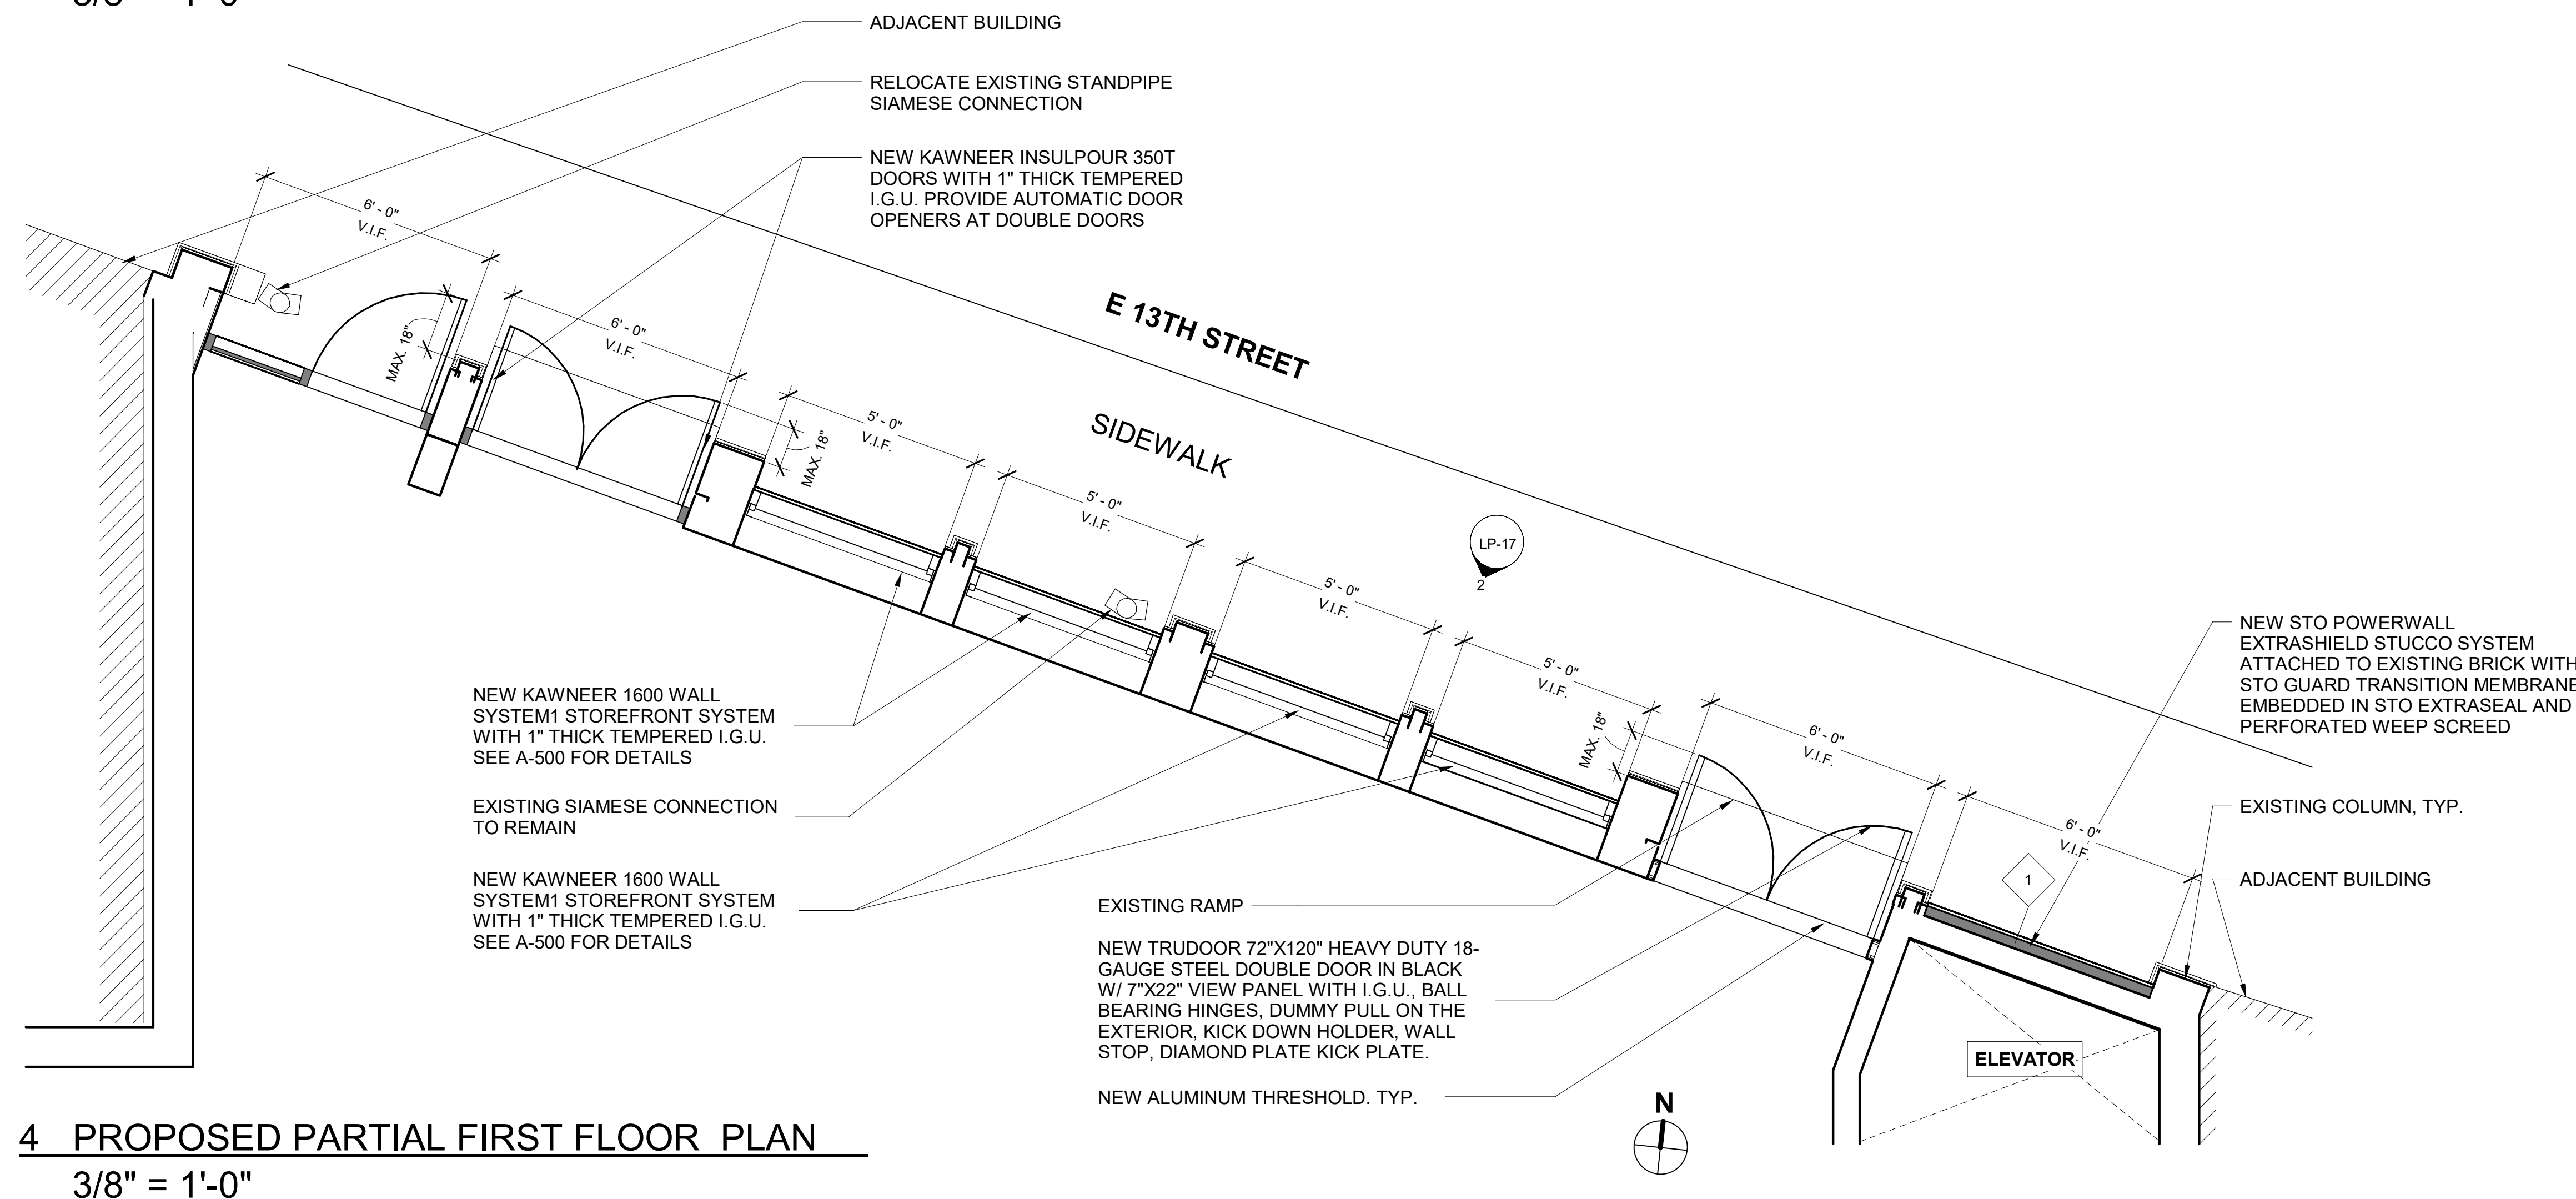 ADJACENT BUILDING
RELOCATE EXISTING STANDPIPE
SIAMESE CONNECTION
NEW KAWNEER INSULPOUR 350T
DOORS WITH 1" THICK TEMPERED
I.G.U. PROVIDE AUTOMATIC DOOR
OPENERS AT DOUBLE DOORS
6' - 0"
V.I.F.
MAX. 18"
6' - 0"
V.I.F.
MAX. 18"
5' - 0"
V.I.F.
5' - 0"
V.I.F.
5' - 0"
V.I.F.
5' - 0"
V.I.F.
MAX. 18"
6' - 0"
V.I.F.
6' - 0"
V.I.F.
E 13TH STREET
SIDEWALK
LP-17
2
1
NEW STO POWERWALL
EXTRASHIELD STUCCO SYSTEM
ATTACHED TO EXISTING BRICK WITH
STO GUARD TRANSITION MEMBRANE
EMBEDDED IN STO EXTRASEAL AND
PERFORATED WEEP SCREED
EXISTING COLUMN, TYP.
ADJACENT BUILDING
NEW KAWNEER 1600 WALL
SYSTEM1 STOREFRONT SYSTEM
WITH 1" THICK TEMPERED I.G.U.
SEE A-500 FOR DETAILS
EXISTING SIAMESE CONNECTION
TO REMAIN
NEW KAWNEER 1600 WALL
SYSTEM1 STOREFRONT SYSTEM
WITH 1" THICK TEMPERED I.G.U.
SEE A-500 FOR DETAILS
EXISTING RAMP
NEW TRUDOOR 72"X120" HEAVY DUTY 18-
GAUGE STEEL DOUBLE DOOR IN BLACK
W/ 7"X22" VIEW PANEL WITH I.G.U., BALL
BEARING HINGES, DUMMY PULL ON THE
EXTERIOR, KICK DOWN HOLDER, WALL
STOP, DIAMOND PLATE KICK PLATE.
NEW ALUMINUM THRESHOLD. TYP.
ELEVATOR
N
4 PROPOSED PARTIAL FIRST FLOOR PLAN
3/8" = 1'-0"